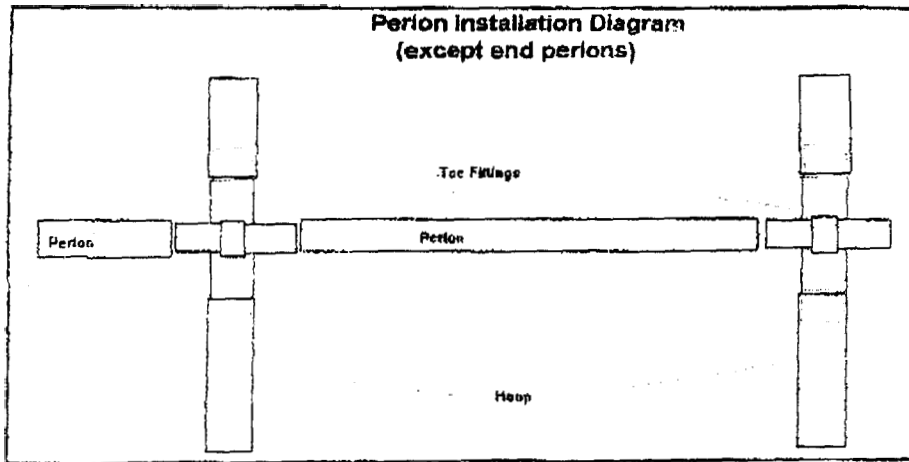 Perlon Installation Diagram
(except end perlons)
Tee Fittings
Perlon
Perlon
Hoop